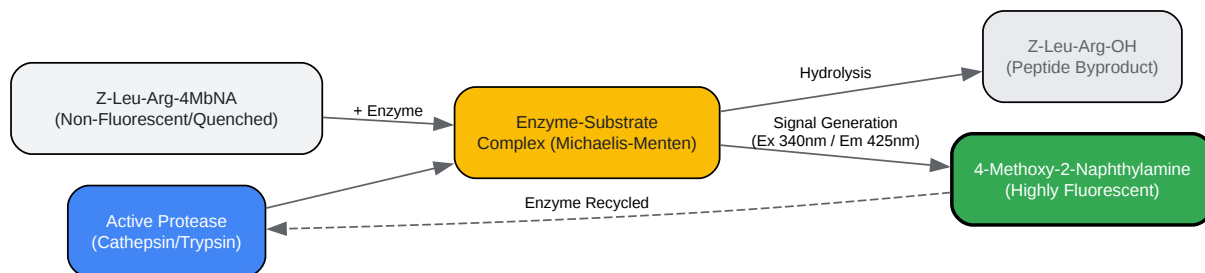 Z-Leu-Arg-4MbNA
(Non-Fluorescent/Quenched)
+ Enzyme
Active Protease
(Cathepsin/Trypsin)
Enzyme-Substrate
Complex (Michaelis-Menten)
Hydrolysis
Z-Leu-Arg-OH
(Peptide Byproduct)
Signal Generation
(Ex 340nm / Em 425nm)
4-Methoxy-2-Naphthylamine
(Highly Fluorescent)
Enzyme Recycled